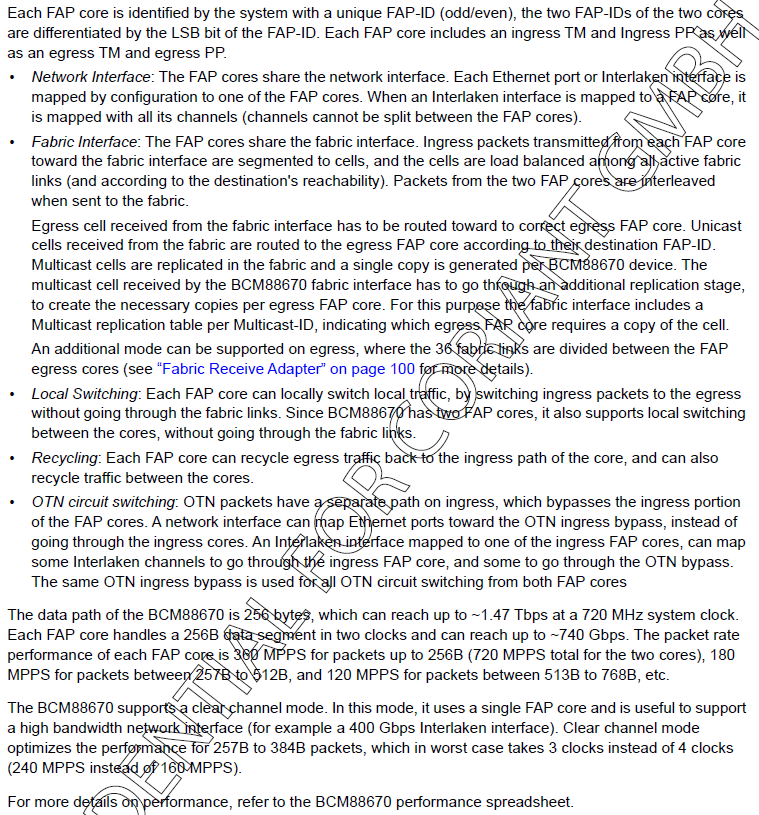 Each FAP core is identified by the system with a unique FAP-ID (odd/even), the two FAP-IDs of the two cores
are differentiated by the LSB bit of the FAP-ID. Each FAP core includes an ingress TM and Ingress PP as well
as an egress TM and egress PP.
• Network Interface: The FAP cores share the network interface. Each Ethernet port or Interlaken interface is
mapped by configuration to one of the FAP cores. When an Interlaken interface is mapped to a FAP core, it
is mapped with all its channels (channels cannot be split between the FAP cores).
• Fabric Interface: The FAP cores share the fabric interface. Ingress packets transmitted from each FAP core
toward the fabric interface are segmented to cells, and the cells are load balanced among all active fabric
links (and according to the destination's reachability). Packets from the two FAP cores are interleaved
when sent to the fabric.
Egress cell received from the fabric interface has to be routed toward to correct egress FAP core. Unicast
cells received from the fabric are routed to the egress FAP core according to their destination FAP-ID.
Multicast cells are replicated in the fabric and a single copy is generated per BCM88670 device. The
multicast cell received by the BCM88670 fabric interface has to go through an additional replication stage,
to create the necessary copies per egress FAP core. For this purpose the fabric interface includes a
Multicast replication table per Multicast-ID, indicating which egress FAP core requires a copy of the cell.
An additional mode can be supported on egress, where the 36 fabric links are divided between the FAP
egress cores (see “Fabric Receive Adapter” on page 100 for more details).
• Local Switching: Each FAP core can locally switch local traffic, by switching ingress packets to the egress
without going through the fabric links. Since BCM88670 has two FAP cores, it also supports local switching
between the cores, without going through the fabric links.
• Recycling: Each FAP core can recycle egress traffic back to the ingress path of the core, and can also
recycle traffic between the cores.
• OTN circuit switching: OTN packets have a separate path on ingress, which bypasses the ingress portion
of the FAP cores. A network interface can map Ethernet ports toward the OTN ingress bypass, instead of
going through the ingress cores. An Interlaken interface mapped to one of the ingress FAP cores, can map
some Interlaken channels to go through the ingress FAP core, and some to go through the OTN bypass.
The same OTN ingress bypass is used for all OTN circuit switching from both FAP cores
The data path of the BCM88670 is 256 bytes, which can reach up to ~1.47 Tbps at a 720 MHz system clock.
Each FAP core handles a 256B data segment in two clocks and can reach up to ~740 Gbps. The packet rate
performance of each FAP core is 360 MPPS for packets up to 256B (720 MPPS total for the two cores), 180
MPPS for packets between 257B to 512B, and 120 MPPS for packets between 513B to 768B, etc.
The BCM88670 supports a clear channel mode. In this mode, it uses a single FAP core and is useful to support
a high bandwidth network interface (for example a 400 Gbps Interlaken interface). Clear channel mode
optimizes the performance for 257B to 384B packets, which in worst case takes 3 clocks instead of 4 clocks
(240 MPPS instead of 160 MPPS).
For more details on performance, refer to the BCM88670 performance spreadsheet.
DENTIAL FOR CORIANT GMBH